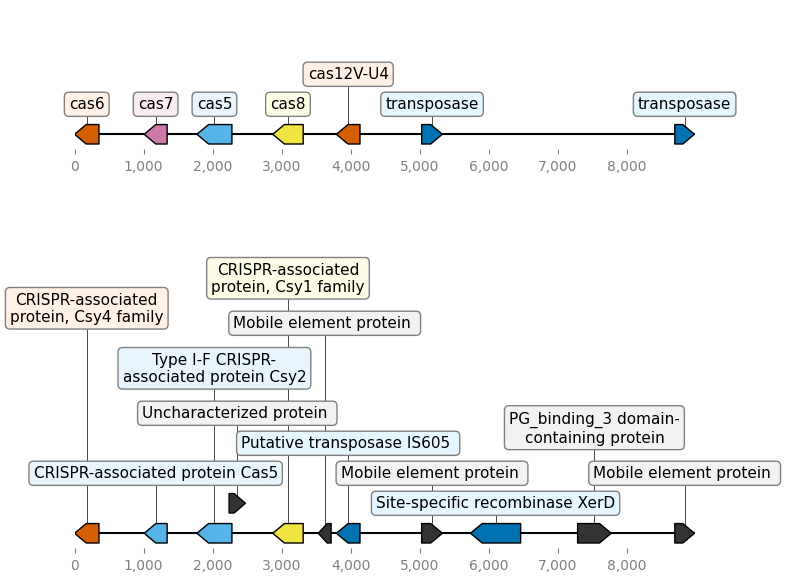 cas12V-U4
cas6
cas7
cas5
cas8
transposase
transposase
0
1,000
2,000
3,000
4,000
5,000
6,000
7,000
8,000
CRISPR-associated
protein, Csy1 family
CRISPR-associated
protein, Csy4 family
Mobile element protein
Type I-F CRISPR-
associated protein Csy2
Uncharacterized protein
PG_binding_3 domain-
containing protein
Putative transposase IS605
CRISPR-associated protein Cas5
Mobile element protein
Mobile element protein
Site-specific recombinase XerD
0
1,000
2,000
3,000
4,000
5,000
6,000
7,000
8,000